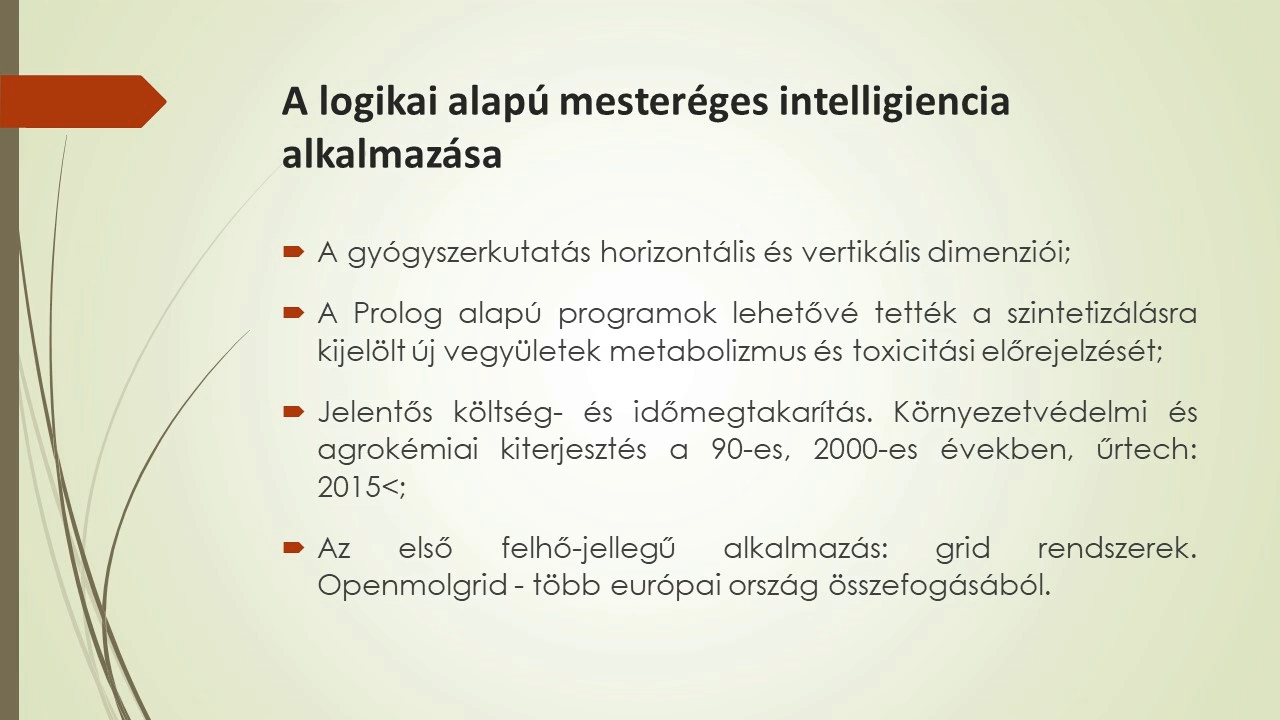 A logikai alapú mesteréges intelligiencia
alkalmazása
A gyógyszerkutatás horizontális és vertikális dimenziói;
A Prolog alapú programok lehetővé tették a szintetizálásra
kijelölt új vegyületek metabolizmus és toxicitási előrejelzését;
Jelentős költség- és időmegtakarítás. Környezetvédelmi és
agrokémiai kiterjesztés a 90-es, 2000-es években, űrtech:
2015<;
Az első felhő-jellegű alkalmazás: grid rendszerek.
Openmolgrid - több európai ország összefogásából.